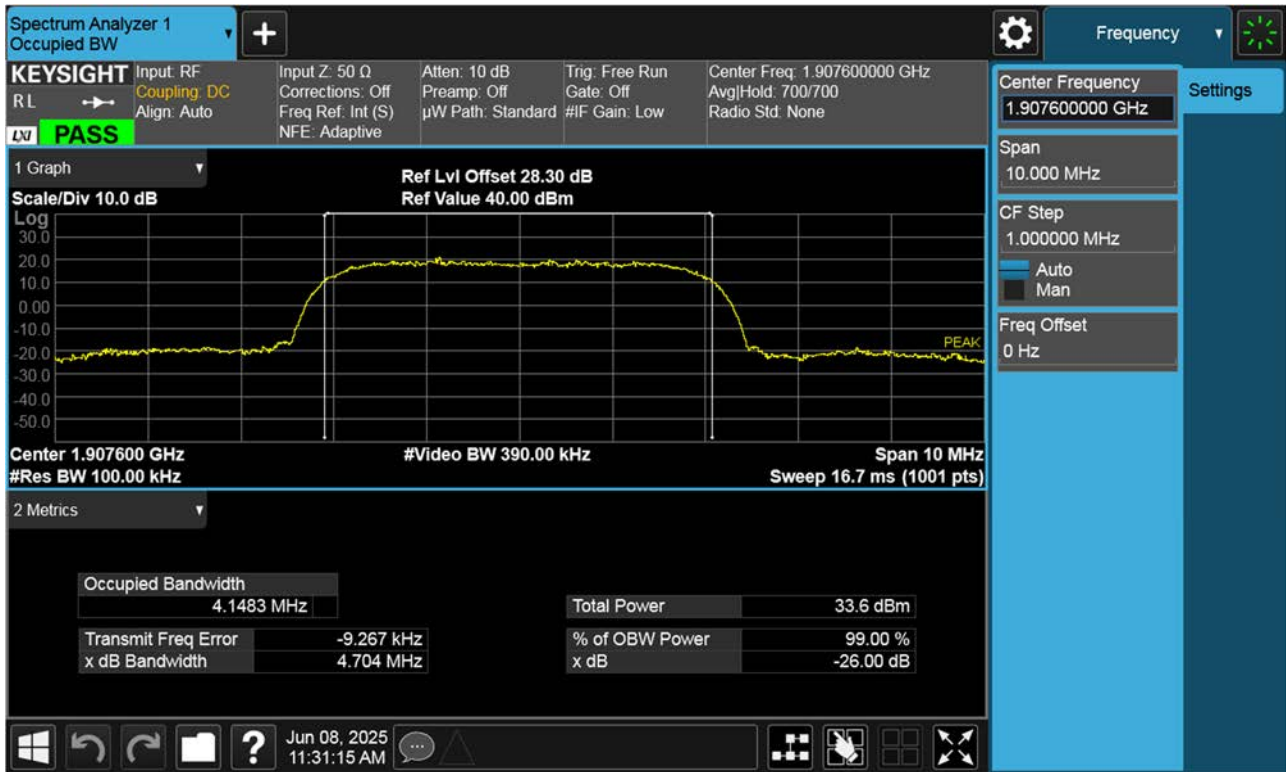 Spectrum Analyzer 1
Occupied BW
Frequency
KEYSIGHT
RL
LXI
PASS
Input: RF
Coupling: DC
Align: Auto
Input Z: 50 Ω
Corrections: Off
Freq Ref: Int (S)
NFE: Adaptive
Atten: 10 dB
Preamp: Off
µW Path: Standard
Trig: Free Run
Gate: Off
#IF Gain: Low
Center Freq: 1.907600000 GHz
Avg|Hold: 700/700
Radio Std: None
1 Graph
Scale/Div 10.0 dB
Ref Lvl Offset 28.30 dB
Ref Value 40.00 dBm
Log
30.0
20.0
10.0
0.00
-10.0
-20.0
-30.0
-40.0
-50.0
PEAK
Center 1.907600 GHz
#Video BW 390.00 kHz
Span 10 MHz
#Res BW 100.00 kHz
Sweep 16.7 ms (1001 pts)
2 Metrics
Occupied Bandwidth
4.1483 MHz
Total Power 33.6 dBm
Transmit Freq Error -9.267 kHz
% of OBW Power 99.00 %
x dB Bandwidth 4.704 MHz
x dB -26.00 dB
Jun 08, 2025
11:31:15 AM
Center Frequency
1.907600000 GHz
Settings
Span
10.000 MHz
CF Step
1.000000 MHz
Auto
Man
Freq Offset
0 Hz